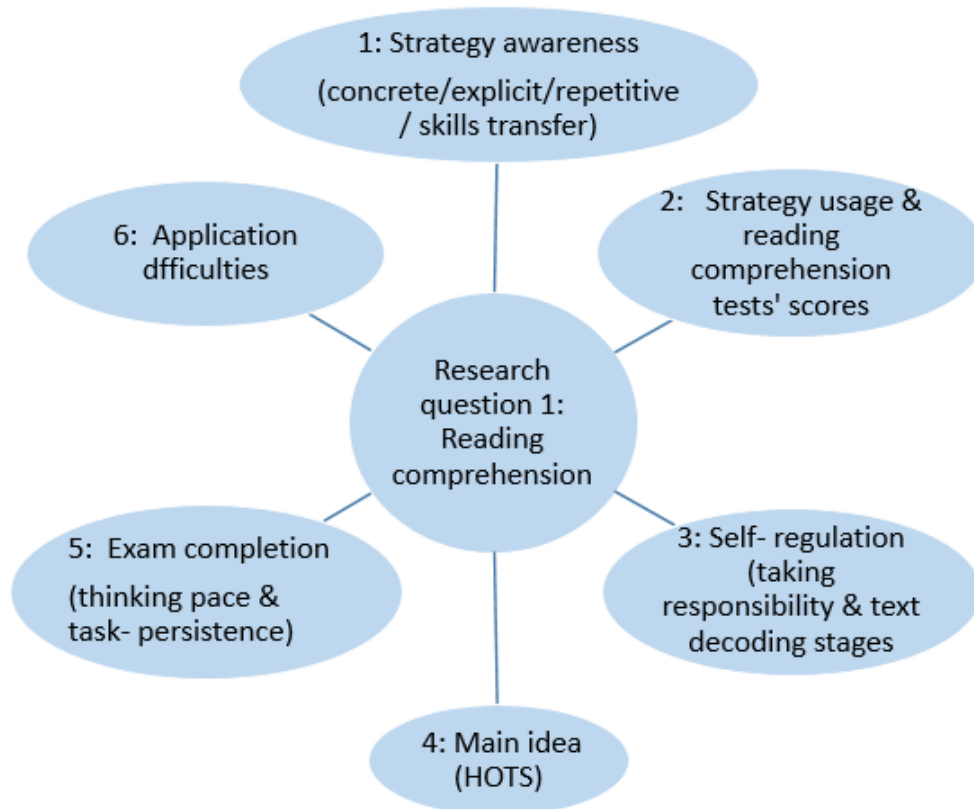 1: Strategy awareness
(concrete/explicit/repetitive
/ skills transfer)
2: Strategy usage &
reading
comprehension
tests' scores
6: Application
dfficulties
Research
question 1:
Reading
comprehension
3: Self- regulation
(taking
responsibility & text
decoding stages
5: Exam completion
(thinking pace &
task- persistence)
4: Main idea
(HOTS)